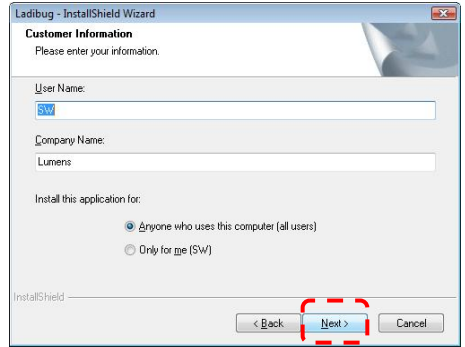 Ladibug - InstallShield Wizard
Customer Information
Please enter your information.
User Name:
SW
Company Name:
Lumens
Install this application for:
Anyone who uses this computer (all users)
Only for me (SW)
InstallShield
< Back
Next >
Cancel